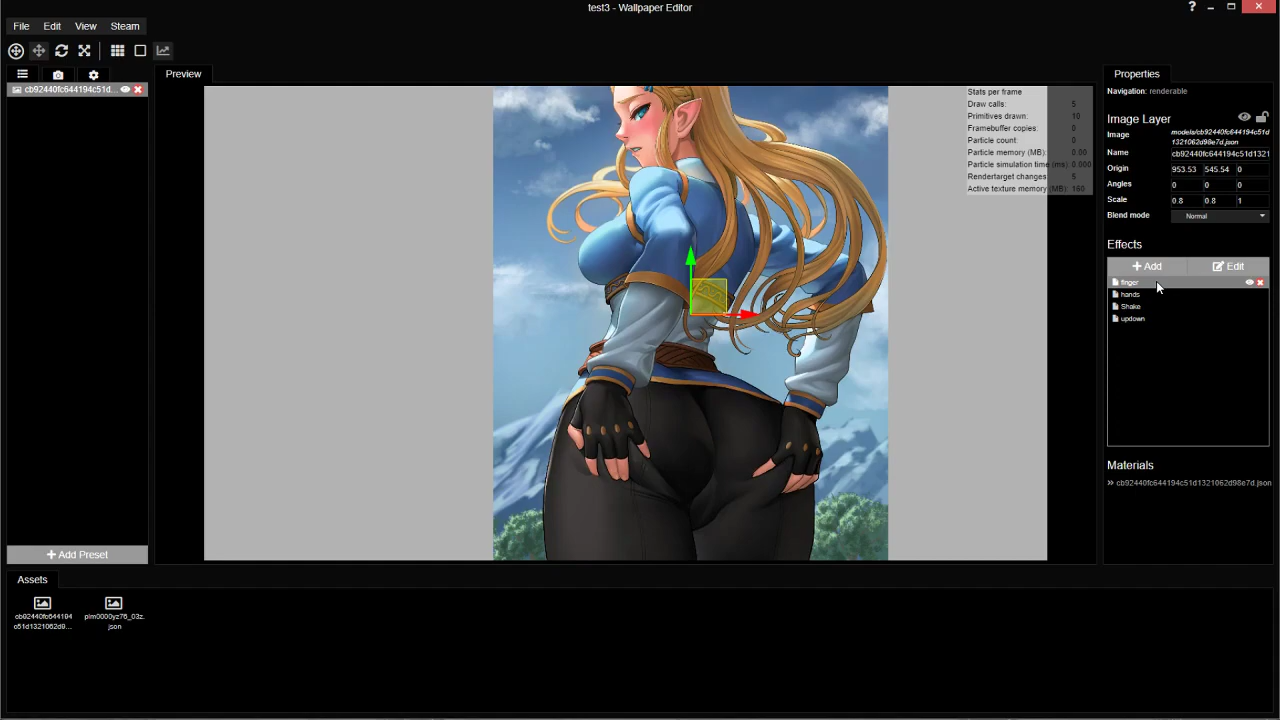 test3 - Wallpaper Editor
File Edit View Steam
Preview
Properties
cb92440fc644194c51d...
Stats per frame
Draw calls: 5
Primitives drawn: 10
Framebuffer copies: 0
Particle count: 0
Particle memory (MB): 0.00
Particle simulation time (ms): 0.000
Rendertarget changes: 5
Active texture memory (MB): 160
Navigation: renderable
Image Layer
Image models/cb92440fc644194c51d
1321062d98e7d.json
Name cb92440fc644194c51d1321
Origin 953.53 545.54 0
Angles 0 0 0
Scale 0.8 0.8 1
Blend mode Normal
Effects
Add Edit
finger
hands
Shake
updown
Materials
cb92440fc644194c51d1321062d98e7d.json
Add Preset
Assets
cb92440fc644194
c51d1321062d9...
pim0000yz76_03z.
json